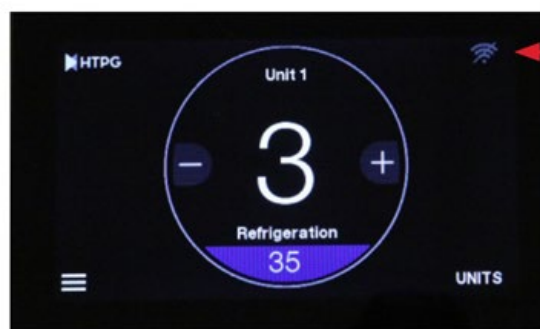 HTPG
Unit 1
− 3 +
Refrigeration
35
UNITS